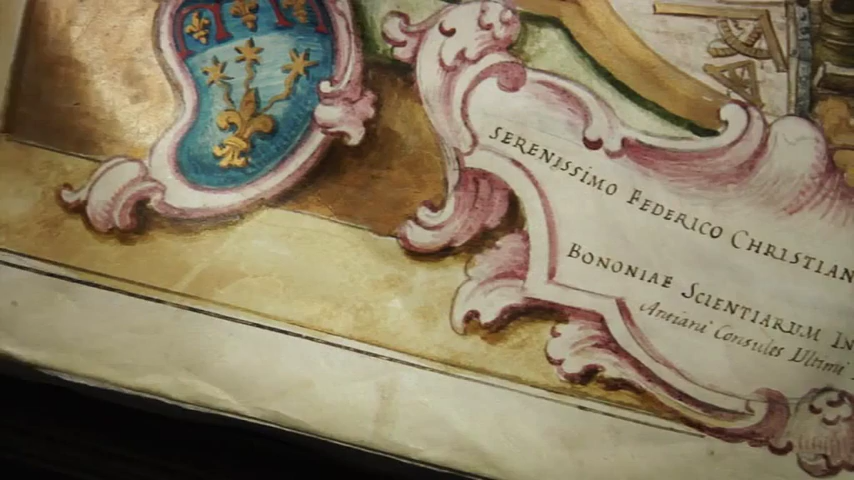 SERENISSIMO FEDERICO CHRISTIAN
BONONIAE SCIENTIARUM IN
Antiani Consules Ultimi